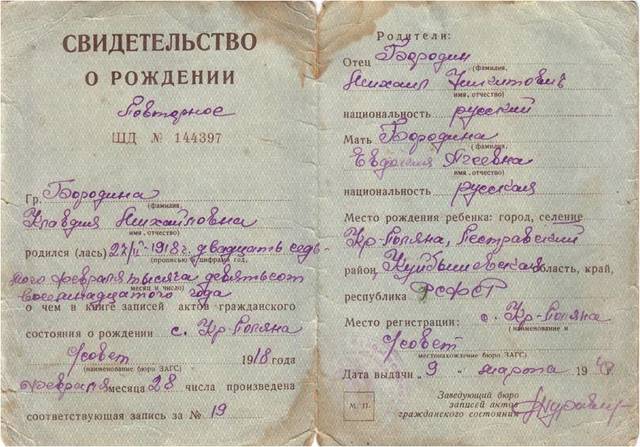 СВИДЕТЕЛЬСТВО
О РОЖДЕНИИ
Повторное
ШД № 144397
Гр. Бородина
(фамилия,
Клавдия Михайловна
имя, отчество)
родился (лась) 27/II-1918 г. двадцать седь-
(прописью и цифрами год,
мого февраля тысяча девятьсот
месяц и число)
восемнадцатого года
о чем в книге записей актов гражданского
состояния о рождении с. Кр-Поляна
с/совет 1918 года
(наименование бюро ЗАГС)
февраля месяца 28 числа произведена
соответствующая запись за № 19
Родители:
Отец Бородин
(фамилия,
Михаил Никитович
имя, отчество)
национальность русский
Мать Бородина
(фамилия,
Евдокия Агеевна
имя, отчество)
национальность русская
Место рождения ребенка: город, селение
Кр-Поляна, Пестравский
район Куйбышевская область, край,
республика РСФСР
Место регистрации: с. Кр-Поляна
(наименование и
с/совет
местонахождение бюро ЗАГС)
Дата выдачи 9 марта 19
М. П.
Заведующий бюро
записей актов
гражданского состояния